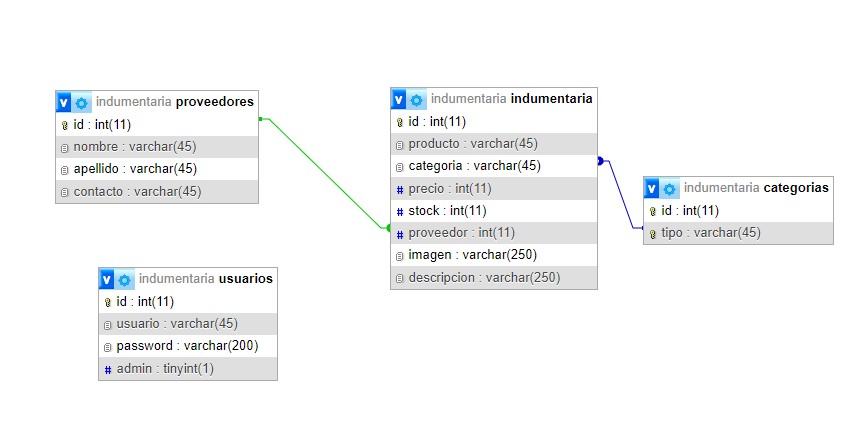 v indumentaria proveedores
id : int(11)
nombre : varchar(45)
apellido : varchar(45)
contacto : varchar(45)
v indumentaria usuarios
id : int(11)
usuario : varchar(45)
password : varchar(200)
# admin : tinyint(1)
v indumentaria indumentaria
id : int(11)
producto : varchar(45)
categoria : varchar(45)
# precio : int(11)
# stock : int(11)
# proveedor : int(11)
imagen : varchar(250)
descripcion : varchar(250)
v indumentaria categorias
id : int(11)
tipo : varchar(45)